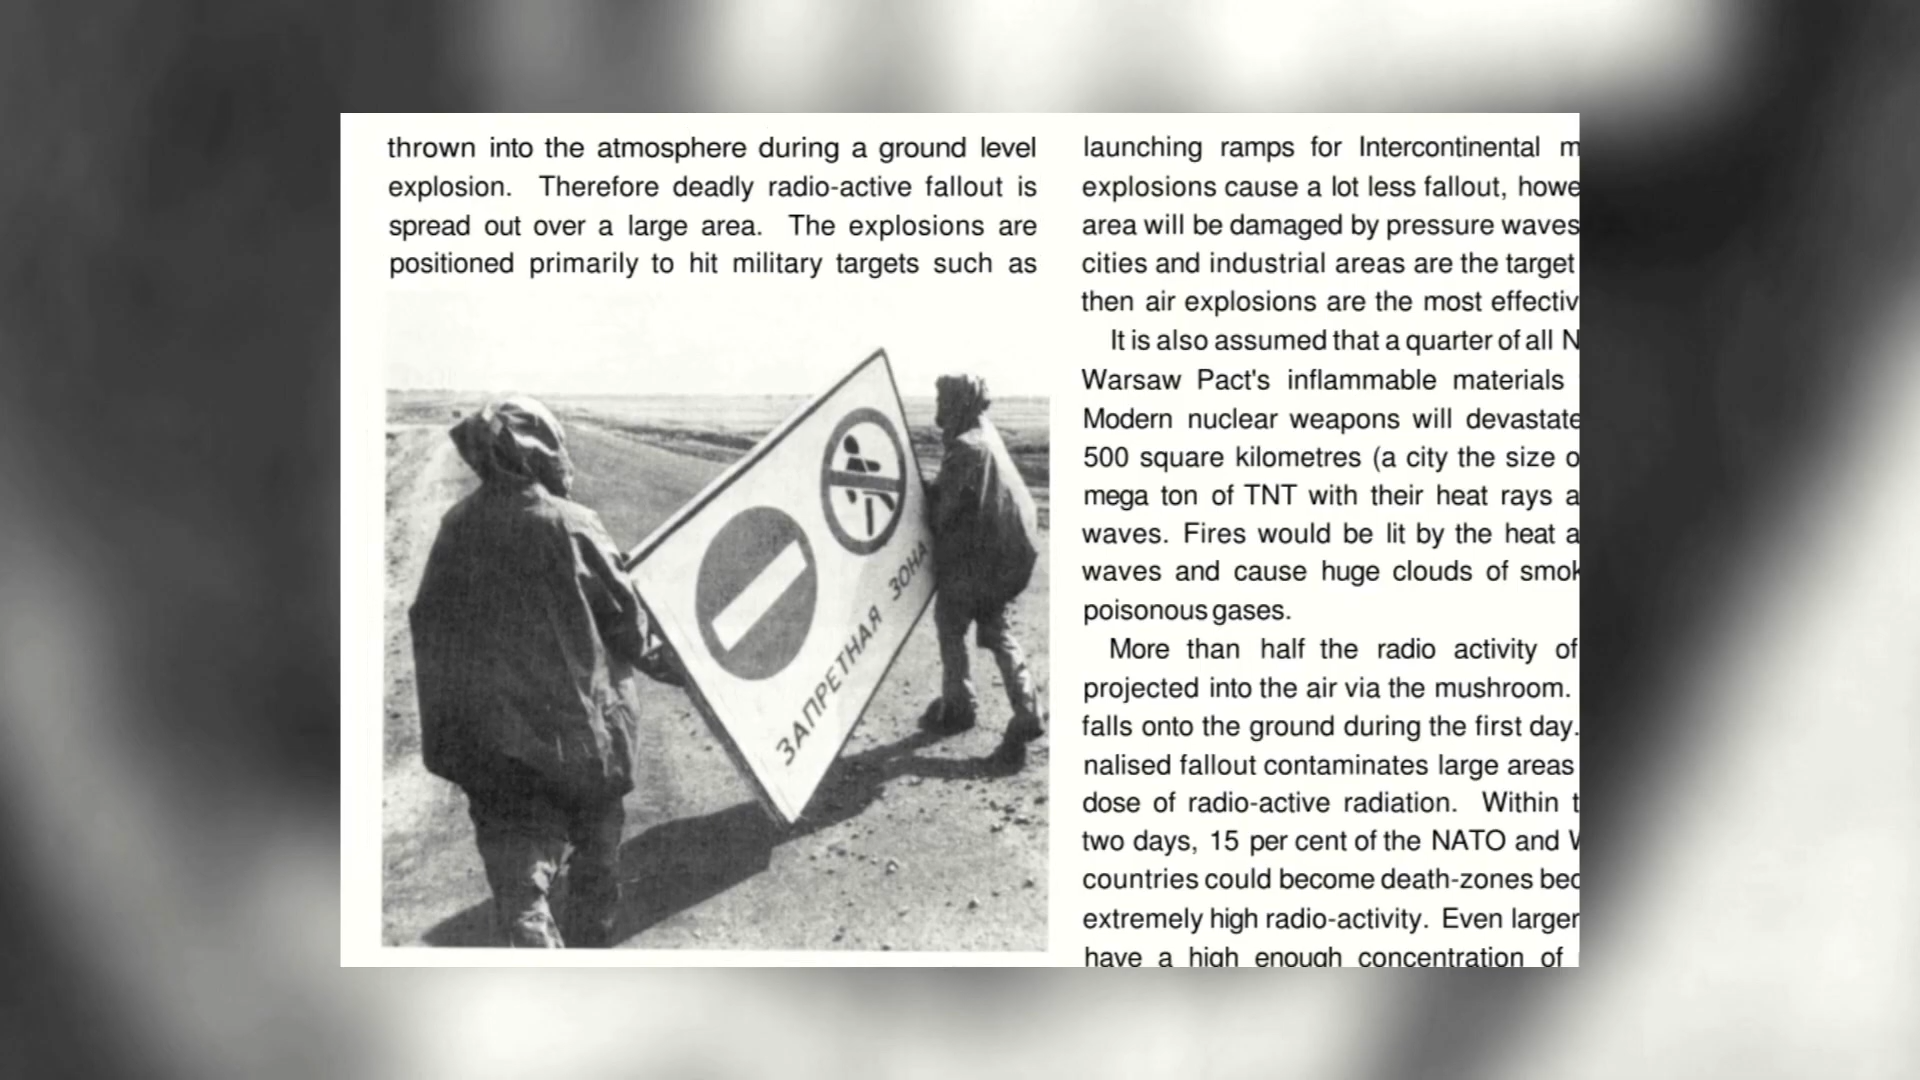 thrown into the atmosphere during a ground level
explosion. Therefore deadly radio-active fallout is
spread out over a large area. The explosions are
positioned primarily to hit military targets such as
ЗАПРЕТНАЯ ЗОНА
launching ramps for Intercontinental
explosions cause a lot less fallout,
area will be damaged by pressure waves
cities and industrial areas are the target
then air explosions are the most
It is also assumed that a quarter of all
Warsaw Pact's inflammable materials
Modern nuclear weapons will devastate
500 square kilometres (a city the size
mega ton of TNT with their heat rays
waves. Fires would be lit by the heat
waves and cause huge clouds of
poisonous gases.
More than half the radio activity of
projected into the air via the mushroom.
falls onto the ground during the first day.
nalised fallout contaminates large areas
dose of radio-active radiation. Within
two days, 15 per cent of the NATO and
countries could become death-zones
extremely high radio-activity. Even larger
have a high enough concentration of